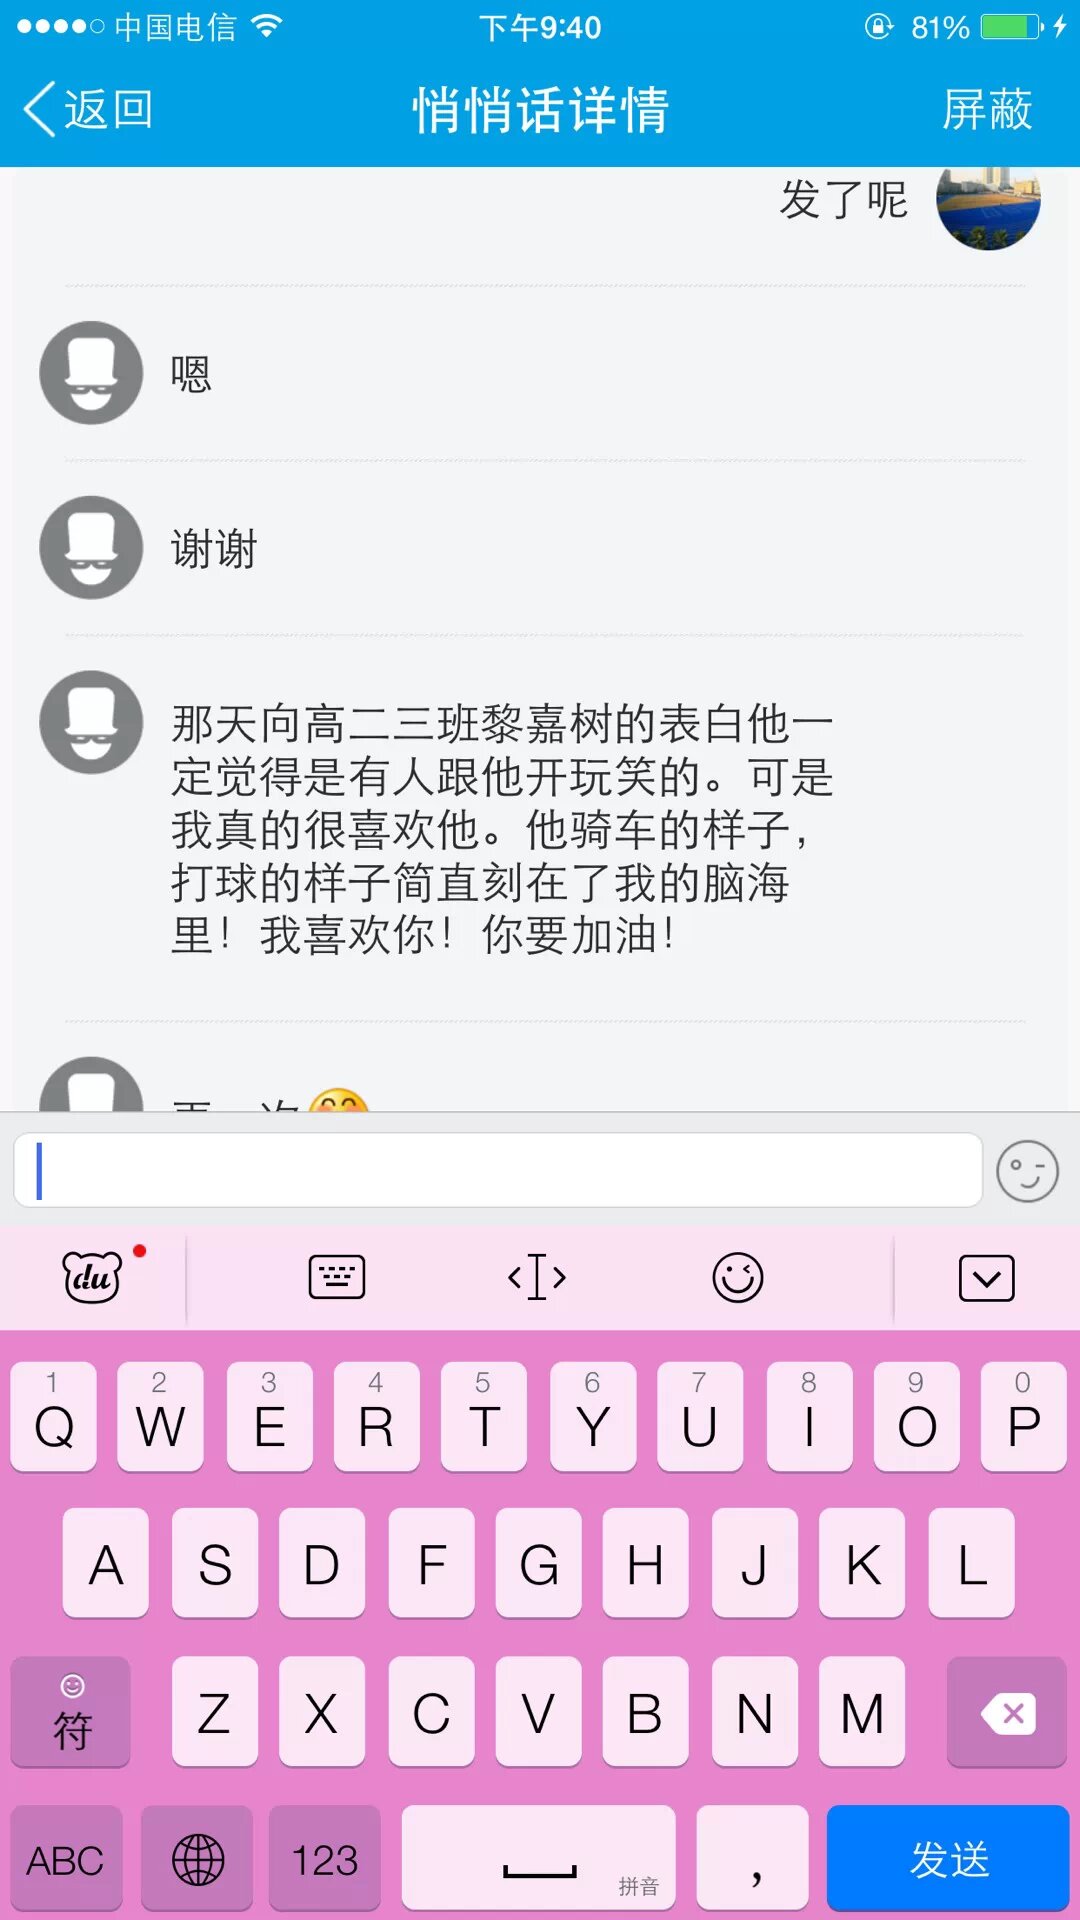 中国电信 下午9:40 81%
返回 悄悄话详情 屏蔽
发了呢
嗯
谢谢
那天向高二三班黎嘉树的表白他一
定觉得是有人跟他开玩笑的。可是
我真的很喜欢他。他骑车的样子，
打球的样子简直刻在了我的脑海
里！我喜欢你！你要加油！
du
1 2 3 4 5 6 7 8 9 0
Q W E R T Y U I O P
A S D F G H J K L
符 Z X C V B N M
ABC 123 拼音 ， 发送